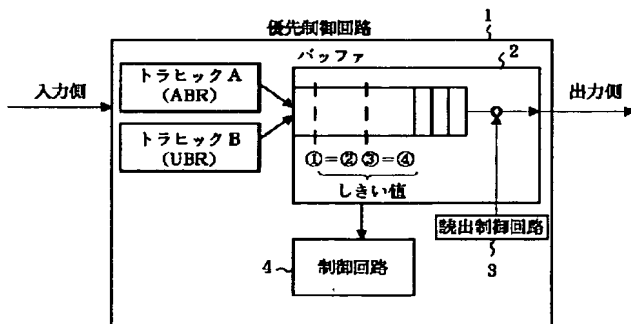 優先制御回路
1
バッファ
2
トラヒックA
(ABR)
入力側
出力側
トラヒックB
(UBR)
①=②③=④
しきい値
読出制御回路
3
4
制御回路